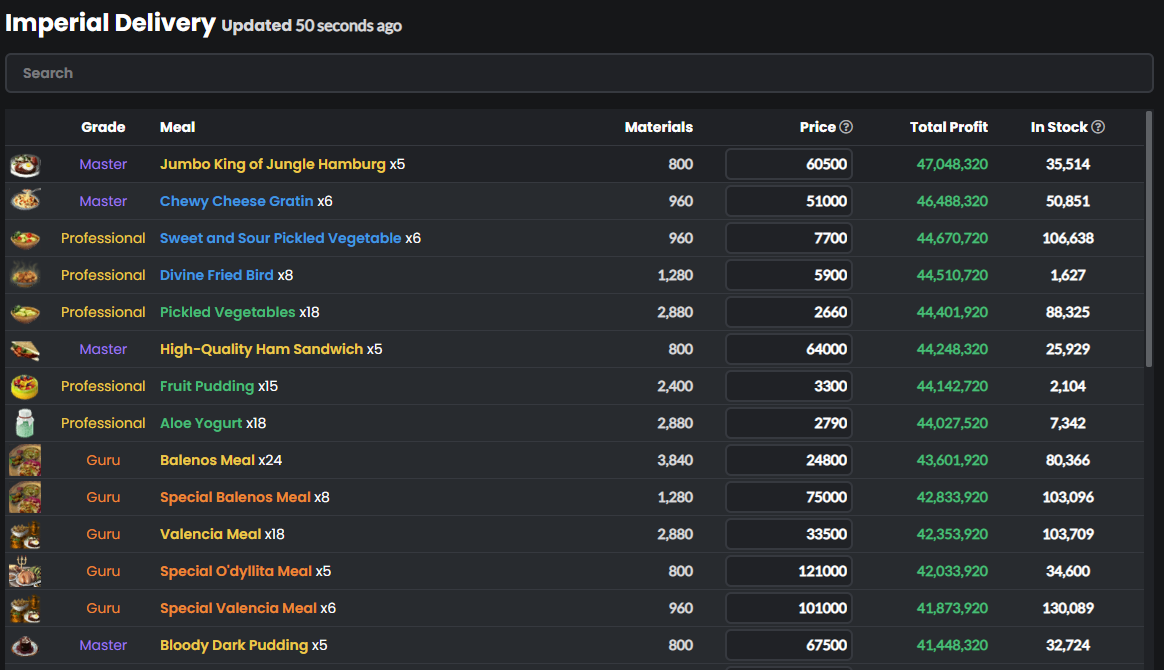 Imperial Delivery Updated 50 seconds ago
Search
Grade Meal Materials Price Total Profit In Stock
Master Jumbo King of Jungle Hamburg x5 800 60500 47,048,320 35,514
Master Chewy Cheese Gratin x6 960 51000 46,488,320 50,851
Professional Sweet and Sour Pickled Vegetable x6 960 7700 44,670,720 106,638
Professional Divine Fried Bird x8 1,280 5900 44,510,720 1,627
Professional Pickled Vegetables x18 2,880 2660 44,401,920 88,325
Master High-Quality Ham Sandwich x5 800 64000 44,248,320 25,929
Professional Fruit Pudding x15 2,400 3300 44,142,720 2,104
Professional Aloe Yogurt x18 2,880 2790 44,027,520 7,342
Guru Balenos Meal x24 3,840 24800 43,601,920 80,366
Guru Special Balenos Meal x8 1,280 75000 42,833,920 103,096
Guru Valencia Meal x18 2,880 33500 42,353,920 103,709
Guru Special O'dyllita Meal x5 800 121000 42,033,920 34,600
Guru Special Valencia Meal x6 960 101000 41,873,920 130,089
Master Bloody Dark Pudding x5 800 67500 41,448,320 32,724